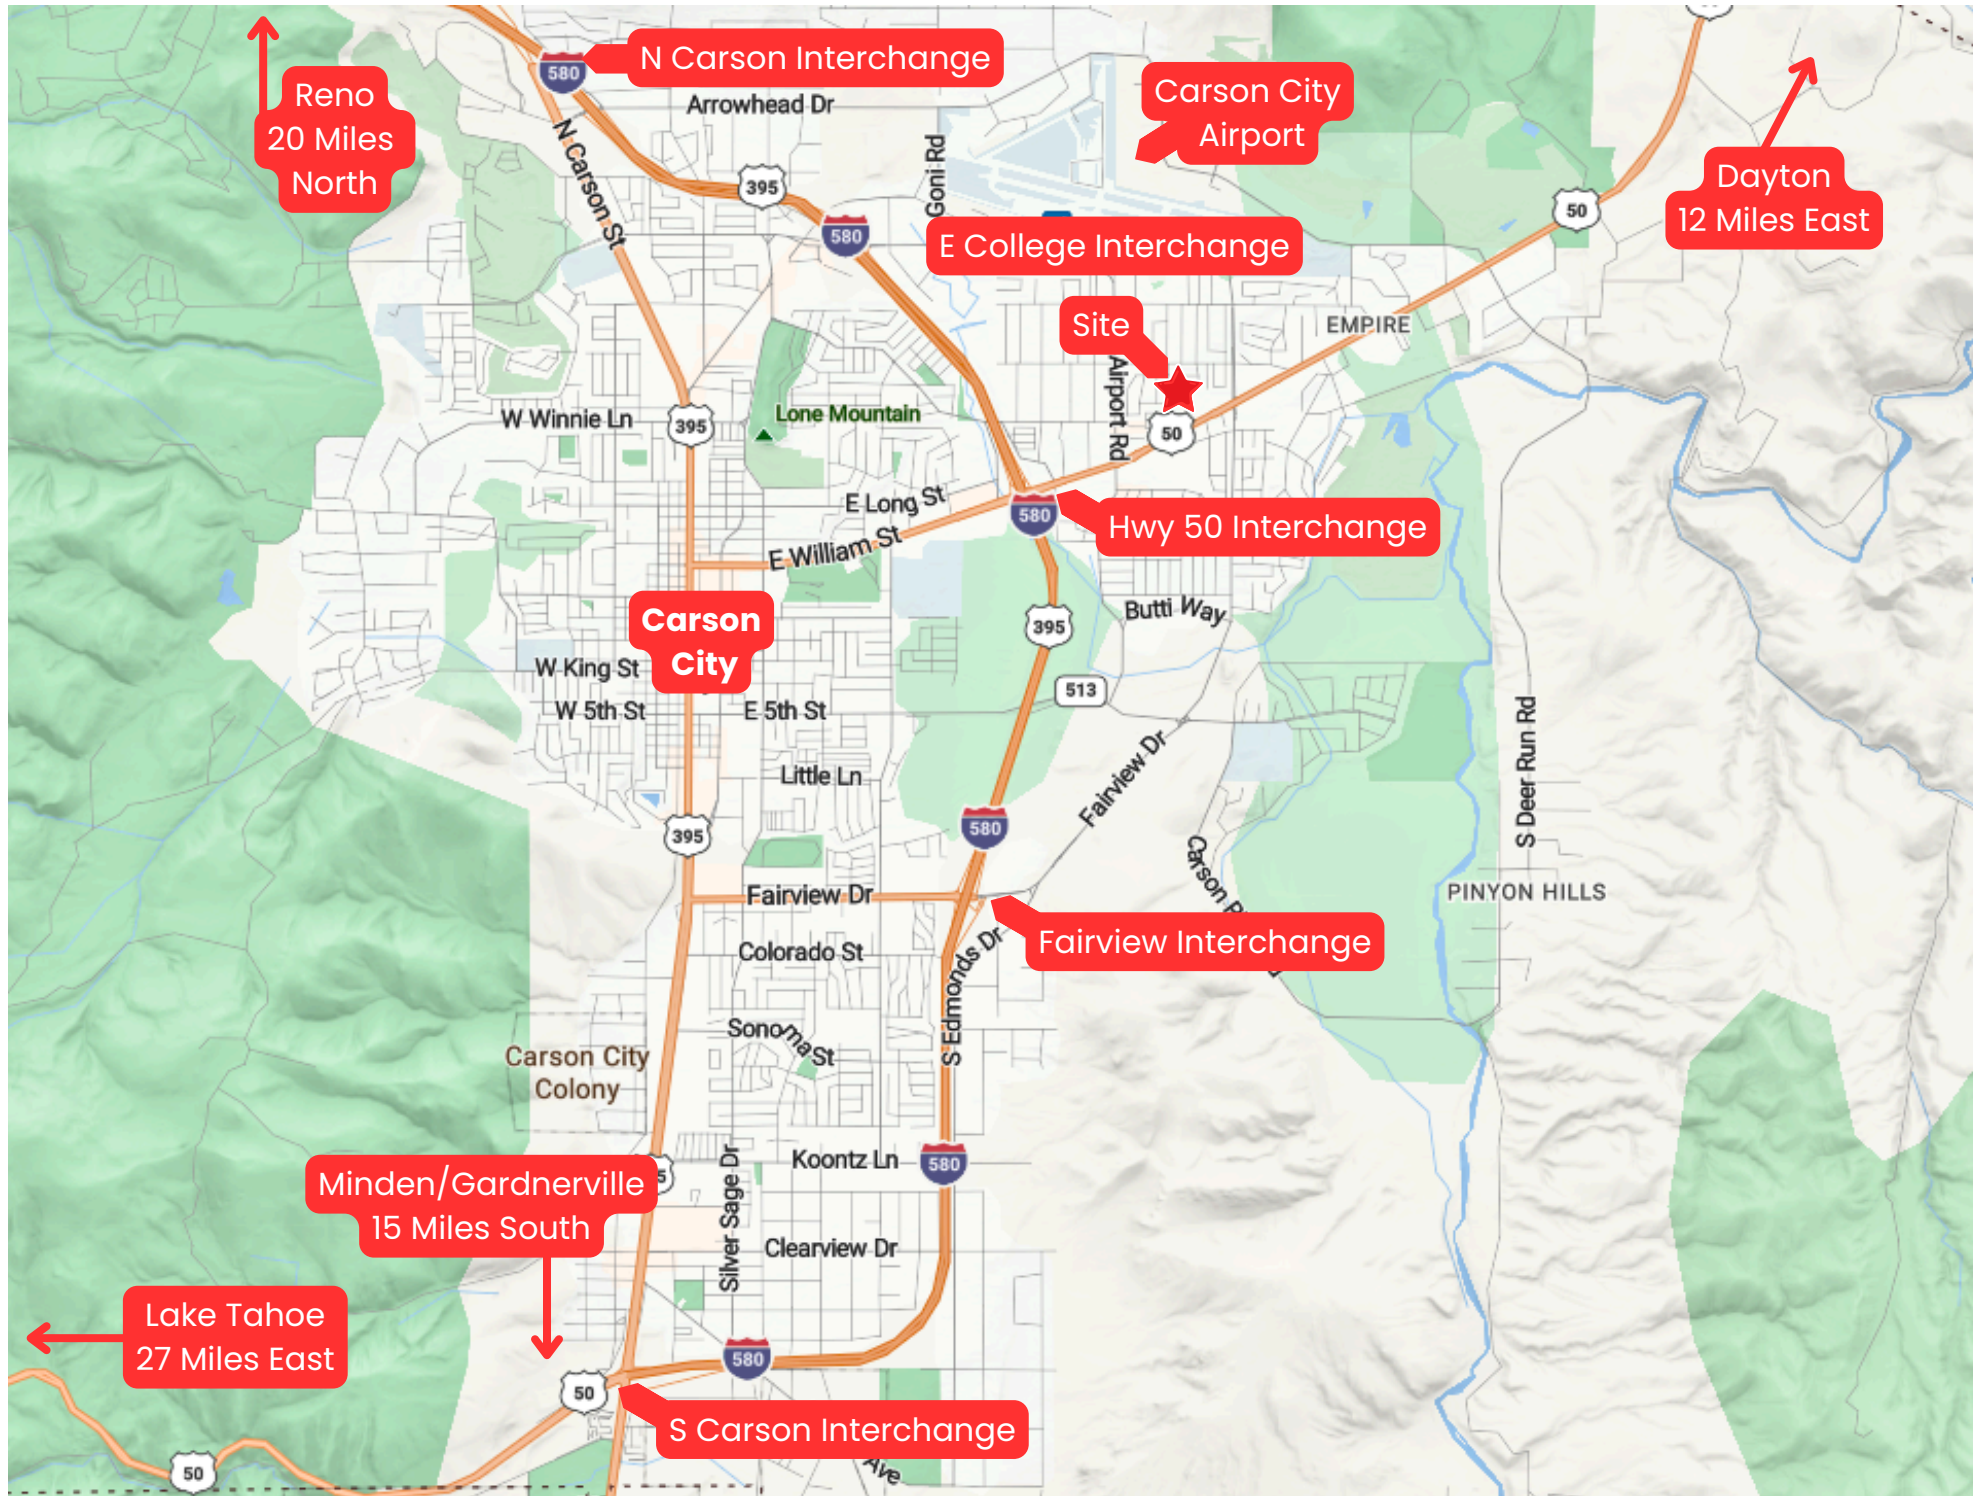 N Carson Interchange
580
Reno
20 Miles
North
Arrowhead Dr
Carson City
Airport
N Carson St
395
Goni Rd
Dayton
12 Miles East
50
580
E College Interchange
Site
EMPIRE
Airport Rd
W Winnie Ln
395
Lone Mountain
50
E Long St
580
Hwy 50 Interchange
E William St
Carson
City
395
Butti Way
W King St
513
W 5th St
E 5th St
S Deer Run Rd
Little Ln
Fairview Dr
580
395
Carson
PINYON HILLS
Fairview Dr
Fairview Interchange
Colorado St
S Edmonds Dr
Sonoma St
Carson City
Colony
Koontz Ln
580
Minden/Gardnerville
15 Miles South
Silver Sage Dr
Clearview Dr
Lake Tahoe
27 Miles East
580
50
S Carson Interchange
50
Ave